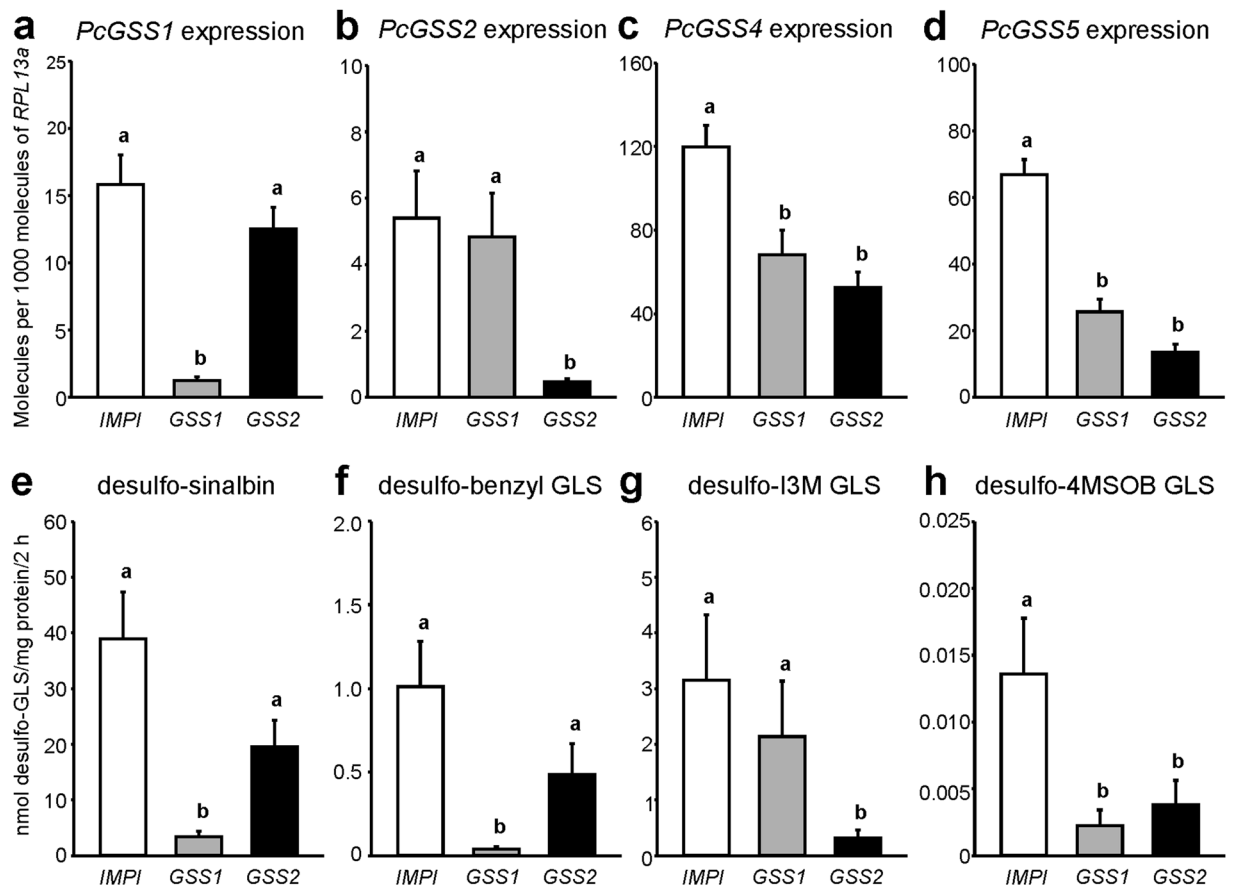 a PcGSS1 expression
b PcGSS2 expression
c PcGSS4 expression
d PcGSS5 expression
Molecules per 1000 molecules of RPL13a
25
20
15
10
5
0
a
b
a
IMPI GSS1 GSS2
10
8
6
4
2
0
a
a
b
IMPI GSS1 GSS2
160
120
80
40
0
a
b
b
IMPI GSS1 GSS2
100
80
60
40
20
0
a
b
b
IMPI GSS1 GSS2
e desulfo-sinalbin
f desulfo-benzyl GLS
g desulfo-I3M GLS
h desulfo-4MSOB GLS
nmol desulfo-GLS/mg protein/2 h
60
50
40
30
20
10
0
a
b
a
IMPI GSS1 GSS2
2.0
1.5
1.0
0.5
0
a
b
a
IMPI GSS1 GSS2
6
5
4
3
2
1
0
a
a
b
IMPI GSS1 GSS2
0.025
0.020
0.015
0.010
0.005
0
a
b
b
IMPI GSS1 GSS2